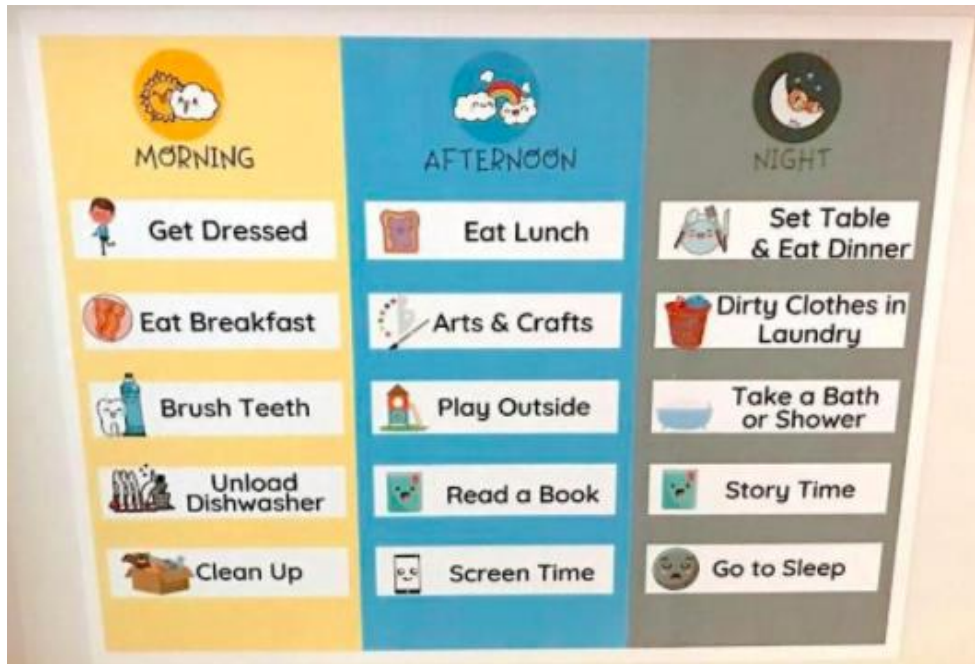 MORNING
Get Dressed
Eat Breakfast
Brush Teeth
Unload
Dishwasher
Clean Up
AFTERNOON
Eat Lunch
Arts & Crafts
Play Outside
Read a Book
Screen Time
NIGHT
Set Table
& Eat Dinner
Dirty Clothes in
Laundry
Take a Bath
or Shower
Story Time
Go to Sleep